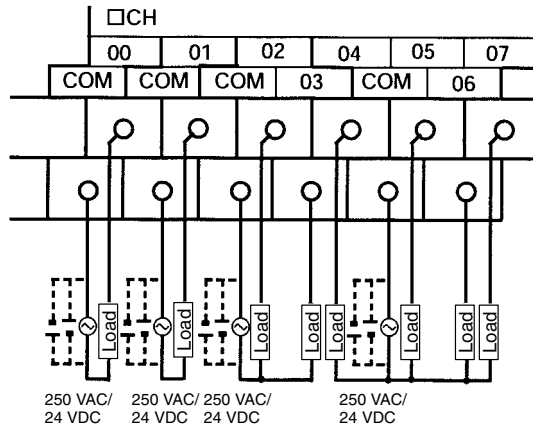 □CH
00 01 02 04 05 07
COM COM COM 03 COM 06
Load Load Load Load Load Load Load Load
250 VAC/ 250 VAC/ 250 VAC/ 250 VAC/
24 VDC 24 VDC 24 VDC 24 VDC